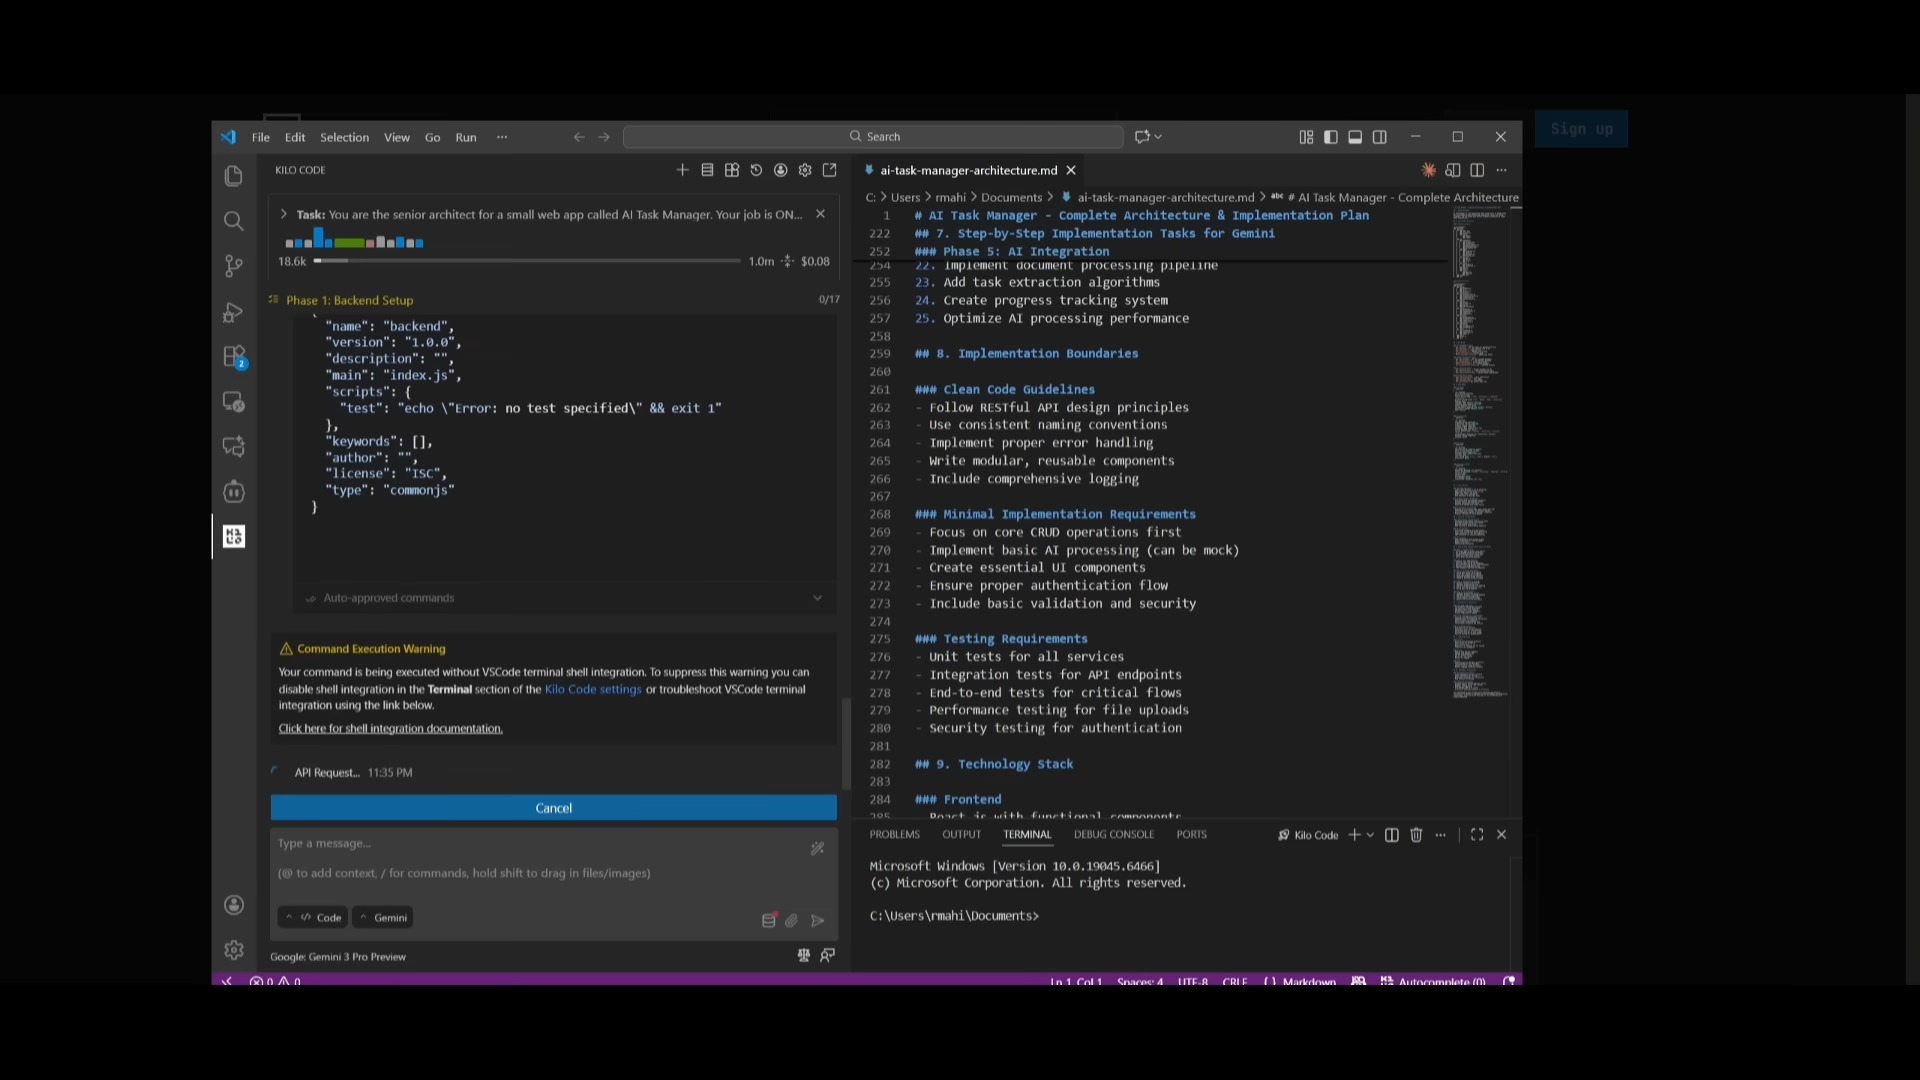 Sign up
File Edit Selection View Go Run ···
Search
KILO CODE
Task: You are the senior architect for a small web app called AI Task Manager. Your job is ON...
18.6k 1.0m $0.08
Phase 1: Backend Setup 0/17
"name": "backend",
"version": "1.0.0",
"description": "",
"main": "index.js",
"scripts": {
"test": "echo \"Error: no test specified\" && exit 1"
},
"keywords": [],
"author": "",
"license": "ISC",
"type": "commonjs"
}
Auto-approved commands
Command Execution Warning
Your command is being executed without VSCode terminal shell integration. To suppress this warning you can
disable shell integration in the Terminal section of the Kilo Code settings or troubleshoot VSCode terminal
integration using the link below.
Click here for shell integration documentation.
API Request... 11:35 PM
Cancel
Type a message...
(@ to add context, / for commands, hold shift to drag in files/images)
Code Gemini
Google: Gemini 3 Pro Preview
2
ai-task-manager-architecture.md
C: > Users > rmahi > Documents > ai-task-manager-architecture.md > abc # AI Task Manager - Complete Architecture
1 # AI Task Manager - Complete Architecture & Implementation Plan
222 ## 7. Step-by-Step Implementation Tasks for Gemini
252 ### Phase 5: AI Integration
254 22. Implement document processing pipeline
255 23. Add task extraction algorithms
256 24. Create progress tracking system
257 25. Optimize AI processing performance
258
259 ## 8. Implementation Boundaries
260
261 ### Clean Code Guidelines
262 - Follow RESTful API design principles
263 - Use consistent naming conventions
264 - Implement proper error handling
265 - Write modular, reusable components
266 - Include comprehensive logging
267
268 ### Minimal Implementation Requirements
269 - Focus on core CRUD operations first
270 - Implement basic AI processing (can be mock)
271 - Create essential UI components
272 - Ensure proper authentication flow
273 - Include basic validation and security
274
275 ### Testing Requirements
276 - Unit tests for all services
277 - Integration tests for API endpoints
278 - End-to-end tests for critical flows
279 - Performance testing for file uploads
280 - Security testing for authentication
281
282 ## 9. Technology Stack
283
284 ### Frontend
285 - React.js with functional components
PROBLEMS OUTPUT TERMINAL DEBUG CONSOLE PORTS Kilo Code
Microsoft Windows [Version 10.0.19045.6466]
(c) Microsoft Corporation. All rights reserved.
C:\Users\rmahi\Documents>
0 0 Ln 1, Col 1 Spaces: 4 UTF-8 CRLF { } Markdown Autocomplete (0)